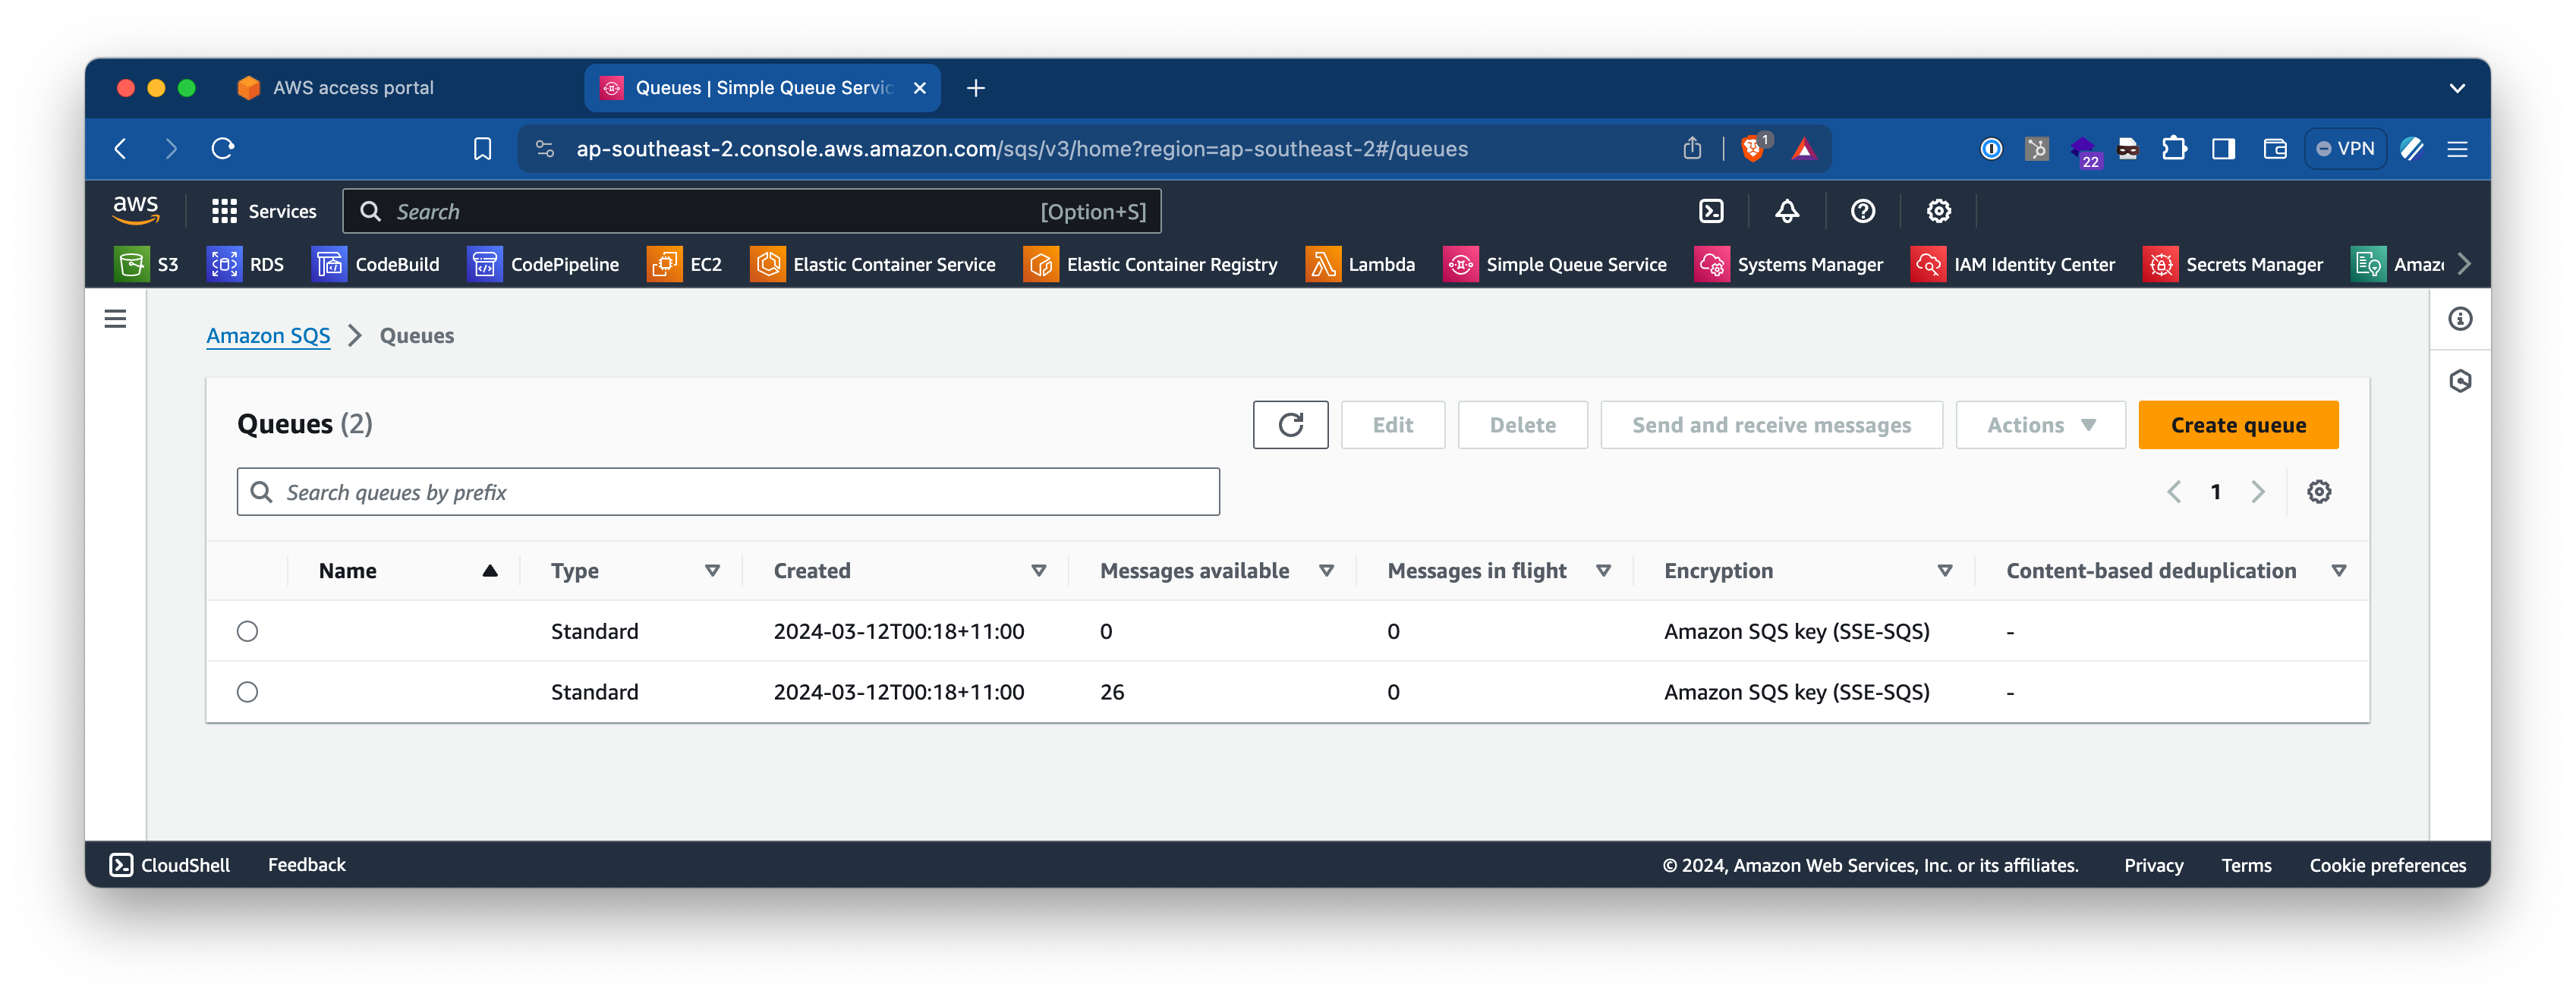 AWS access portal
Queues | Simple Queue Servic
ap-southeast-2.console.aws.amazon.com/sqs/v3/home?region=ap-southeast-2#/queues
1
22
VPN
aws
Services
Search
[Option+S]
S3
RDS
CodeBuild
CodePipeline
EC2
Elastic Container Service
Elastic Container Registry
Lambda
Simple Queue Service
Systems Manager
IAM Identity Center
Secrets Manager
Amaz
Amazon SQS > Queues
Queues (2)
Edit
Delete
Send and receive messages
Actions
Create queue
Search queues by prefix
1
Name Type Created Messages available Messages in flight Encryption Content-based deduplication
Standard 2024-03-12T00:18+11:00 0 0 Amazon SQS key (SSE-SQS) -
Standard 2024-03-12T00:18+11:00 26 0 Amazon SQS key (SSE-SQS) -
CloudShell
Feedback
© 2024, Amazon Web Services, Inc. or its affiliates.
Privacy
Terms
Cookie preferences